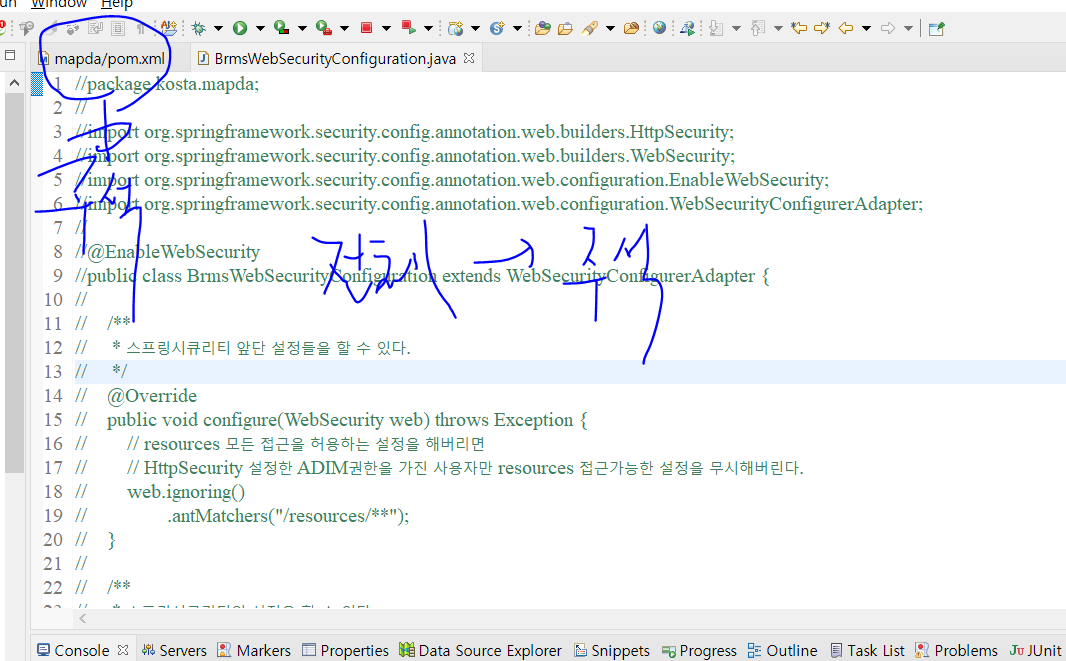 Window Help
mapda/pom.xml
BrmsWebSecurityConfiguration.java
1 //package kosta.mapda;
2 //
3 //import org.springframework.security.config.annotation.web.builders.HttpSecurity;
4 //import org.springframework.security.config.annotation.web.builders.WebSecurity;
5 //import org.springframework.security.config.annotation.web.configuration.EnableWebSecurity;
6 //import org.springframework.security.config.annotation.web.configuration.WebSecurityConfigurerAdapter;
7 //
8 //@EnableWebSecurity
9 //public class BrmsWebSecurityConfiguration extends WebSecurityConfigurerAdapter {
10 //
11 // /**
12 // * 스프링시큐리티 앞단 설정들을 할 수 있다.
13 // */
14 // @Override
15 // public void configure(WebSecurity web) throws Exception {
16 // // resources 모든 접근을 허용하는 설정을 해버리면
17 // // HttpSecurity 설정한 ADIM권한을 가진 사용자만 resources 접근가능한 설정을 무시해버린다.
18 // web.ignoring()
19 // .antMatchers("/resources/**");
20 // }
21 //
22 // /**
주석
→ 주석
Console Servers Markers Properties Data Source Explorer Snippets Progress Outline Task List Problems JUnit